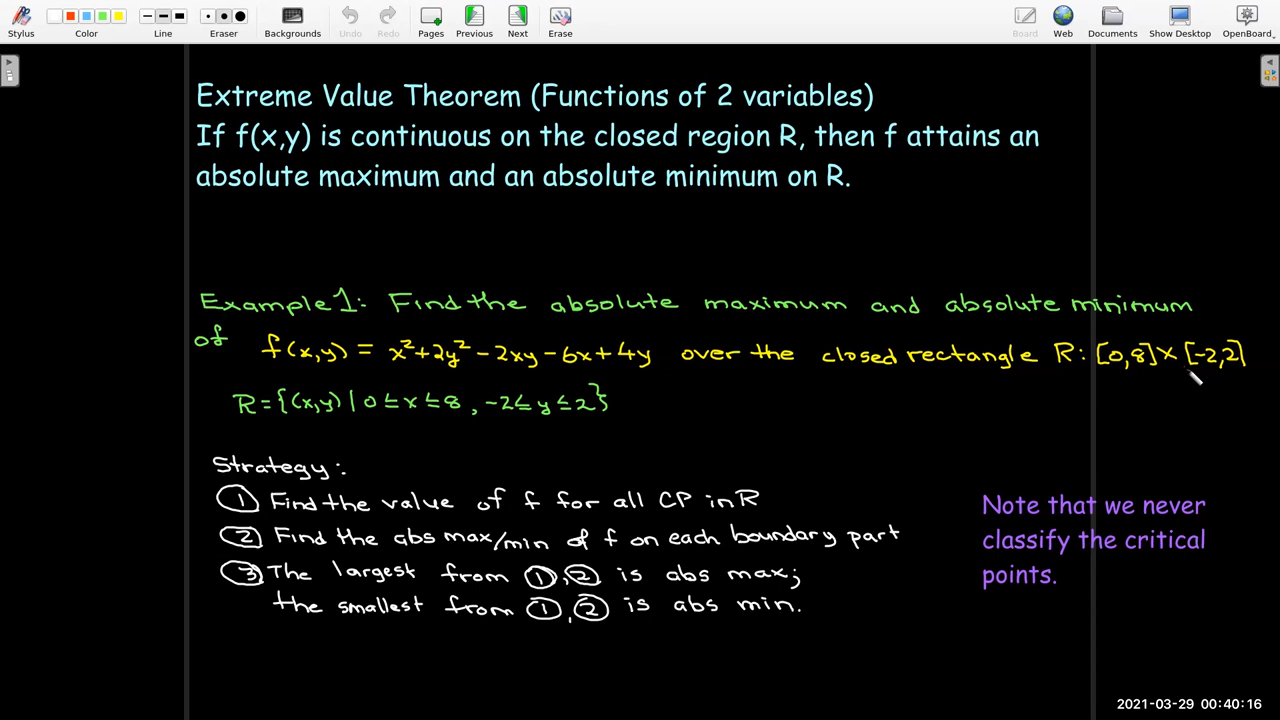 Stylus Color Line Eraser Backgrounds Undo Redo Pages Previous Next Erase Board Web Documents Show Desktop OpenBoard
Extreme Value Theorem (Functions of 2 variables)
If f(x,y) is continuous on the closed region R, then f attains an
absolute maximum and an absolute minimum on R.
Example 1: Find the absolute maximum and absolute minimum
of f(x,y) = x²+2y²-2xy-6x+4y over the closed rectangle R: [0,8]×[-2,2]
R={(x,y) | 0≤x≤8, -2≤y≤2}
Strategy:
① Find the value of f for all CP in R
② Find the abs max/min of f on each boundary part
③ The largest from ①,② is abs max;
the smallest from ①,② is abs min.
Note that we never
classify the critical
points.
2021-03-29 00:40:16